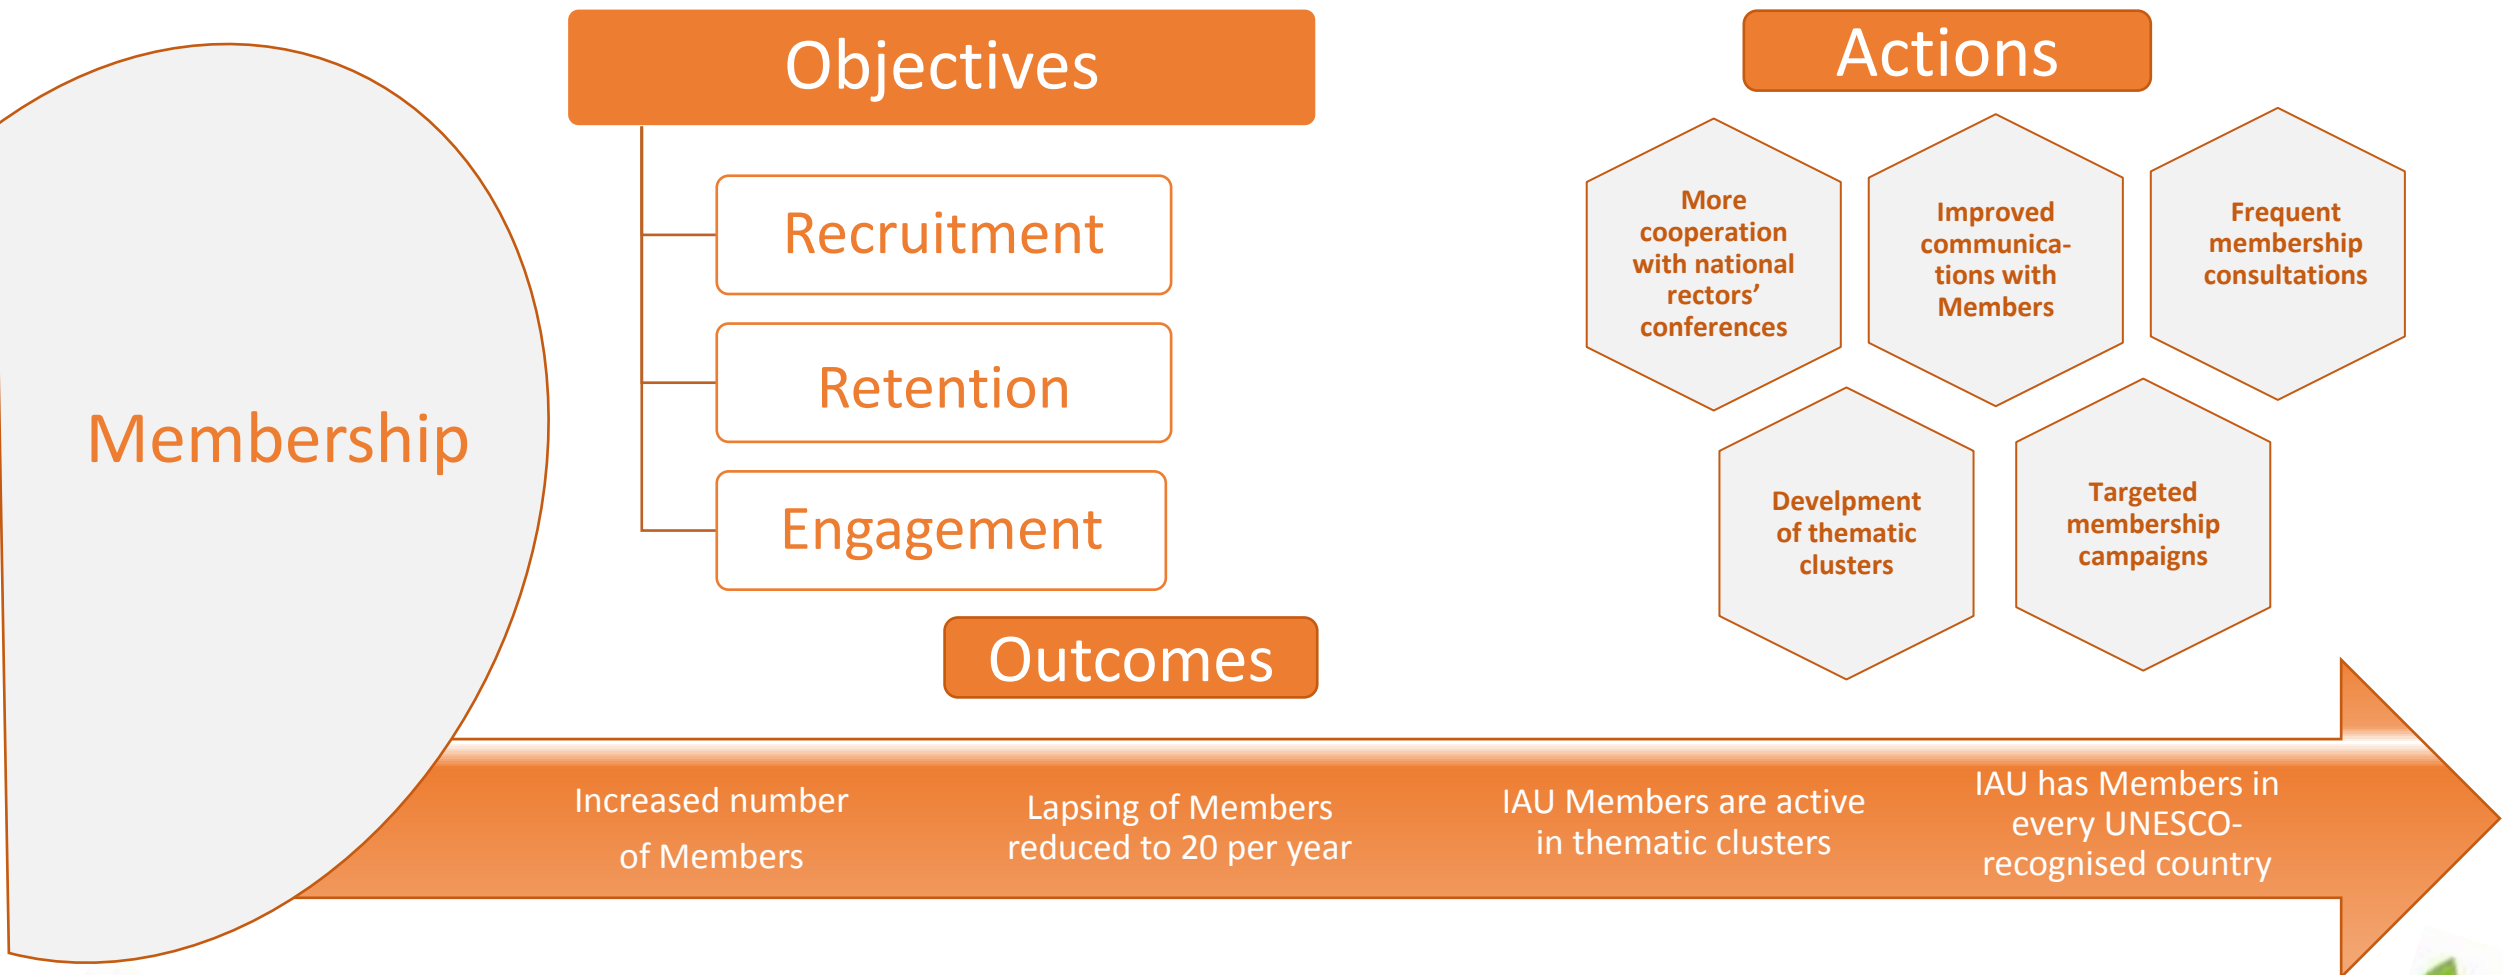 Membership
Objectives
Recruitment
Retention
Engagement
Actions
More
cooperation
with national
rectors’
conferences
Improved
communica-
tions with
Members
Frequent
membership
consultations
Develpment
of thematic
clusters
Targeted
membership
campaigns
Outcomes
Increased number
of Members
Lapsing of Members
reduced to 20 per year
IAU Members are active
in thematic clusters
IAU has Members in
every UNESCO-
recognised country